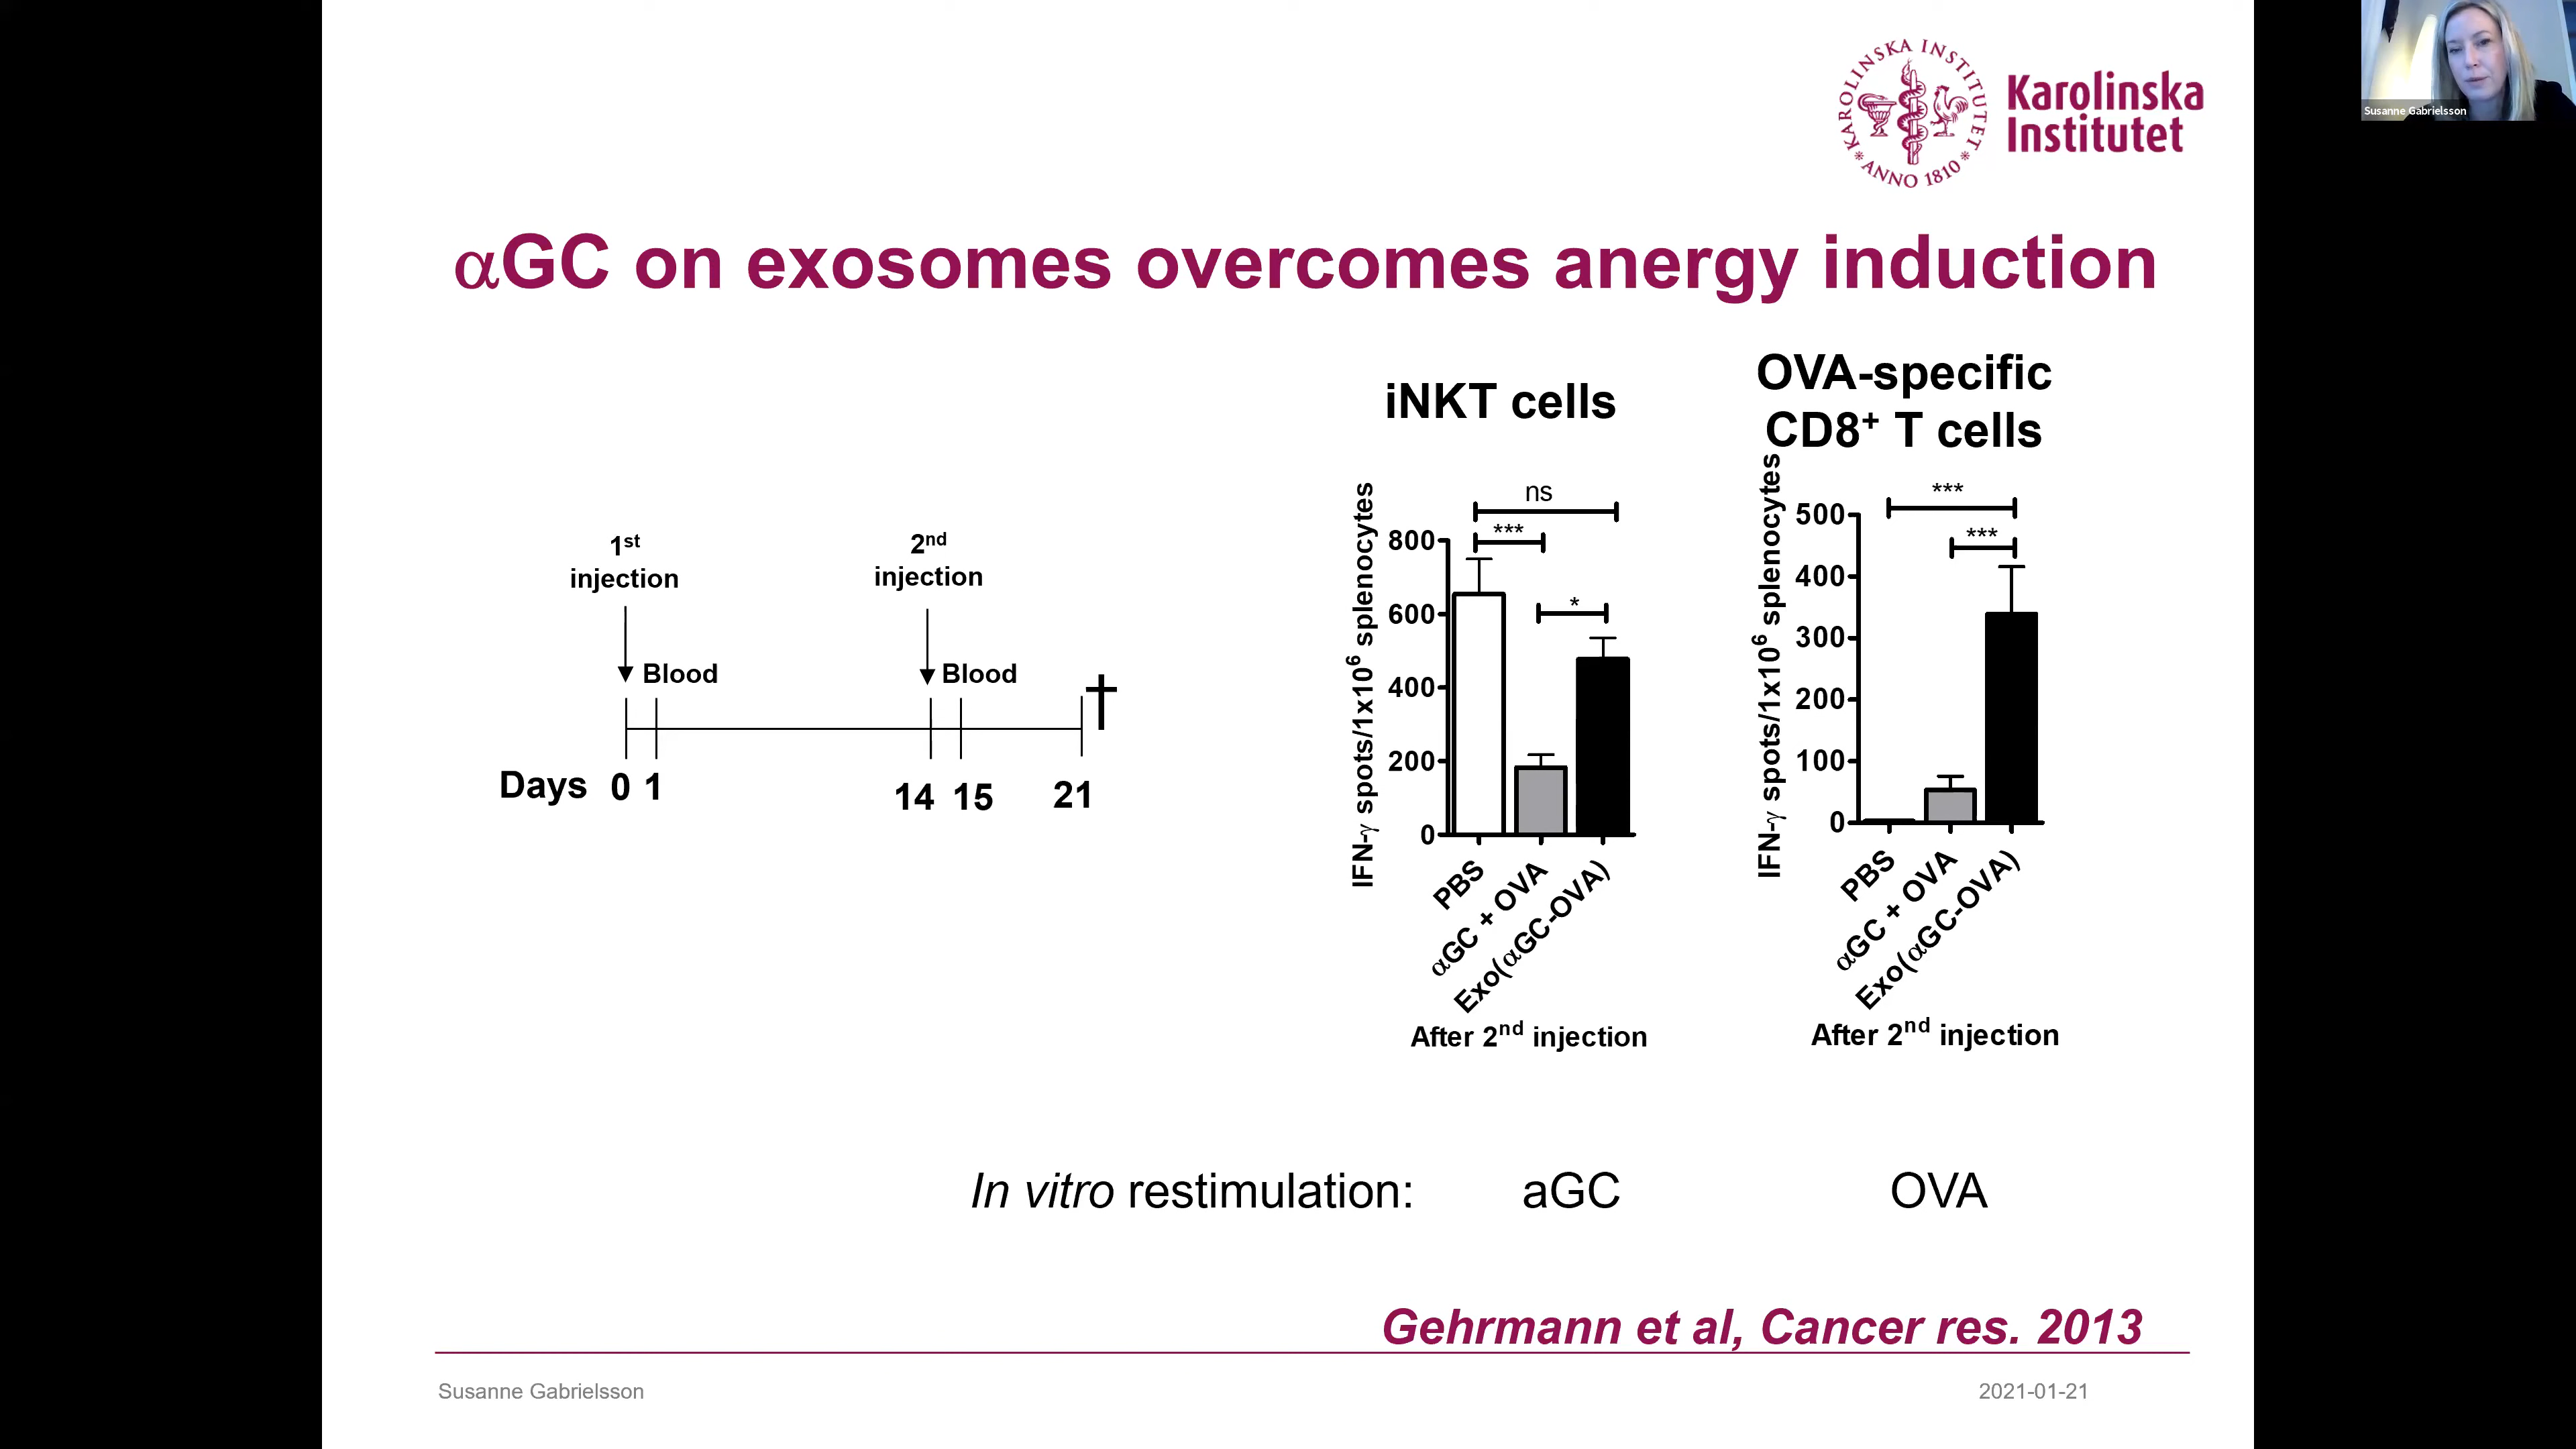 KAROLINSKA INSTITUTET
* ANNO 1810 *
Karolinska
Institutet
Susanne Gabrielsson
αGC on exosomes overcomes anergy induction
1st
injection
2nd
injection
Blood
Blood
Days 0 1 14 15 21
iNKT cells
IFN-γ spots/1x10⁶ splenocytes
800
600
400
200
0
ns
***
*
PBS
αGC + OVA
Exo(αGC-OVA)
After 2nd injection
OVA-specific
CD8⁺ T cells
IFN-γ spots/1x10⁶ splenocytes
500
400
300
200
100
0
***
***
PBS
αGC + OVA
Exo(αGC-OVA)
After 2nd injection
In vitro restimulation: aGC OVA
Gehrmann et al, Cancer res. 2013
Susanne Gabrielsson 2021-01-21